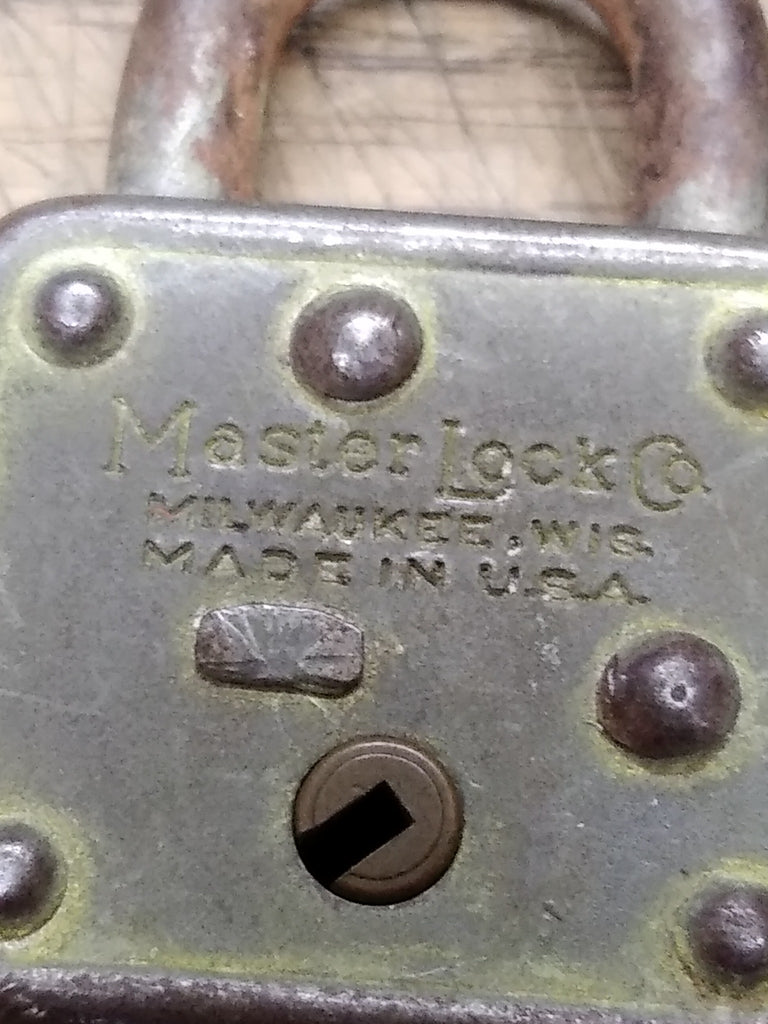 Master Lock Co
MILWAUKEE, WIS.
MADE IN U.S.A.